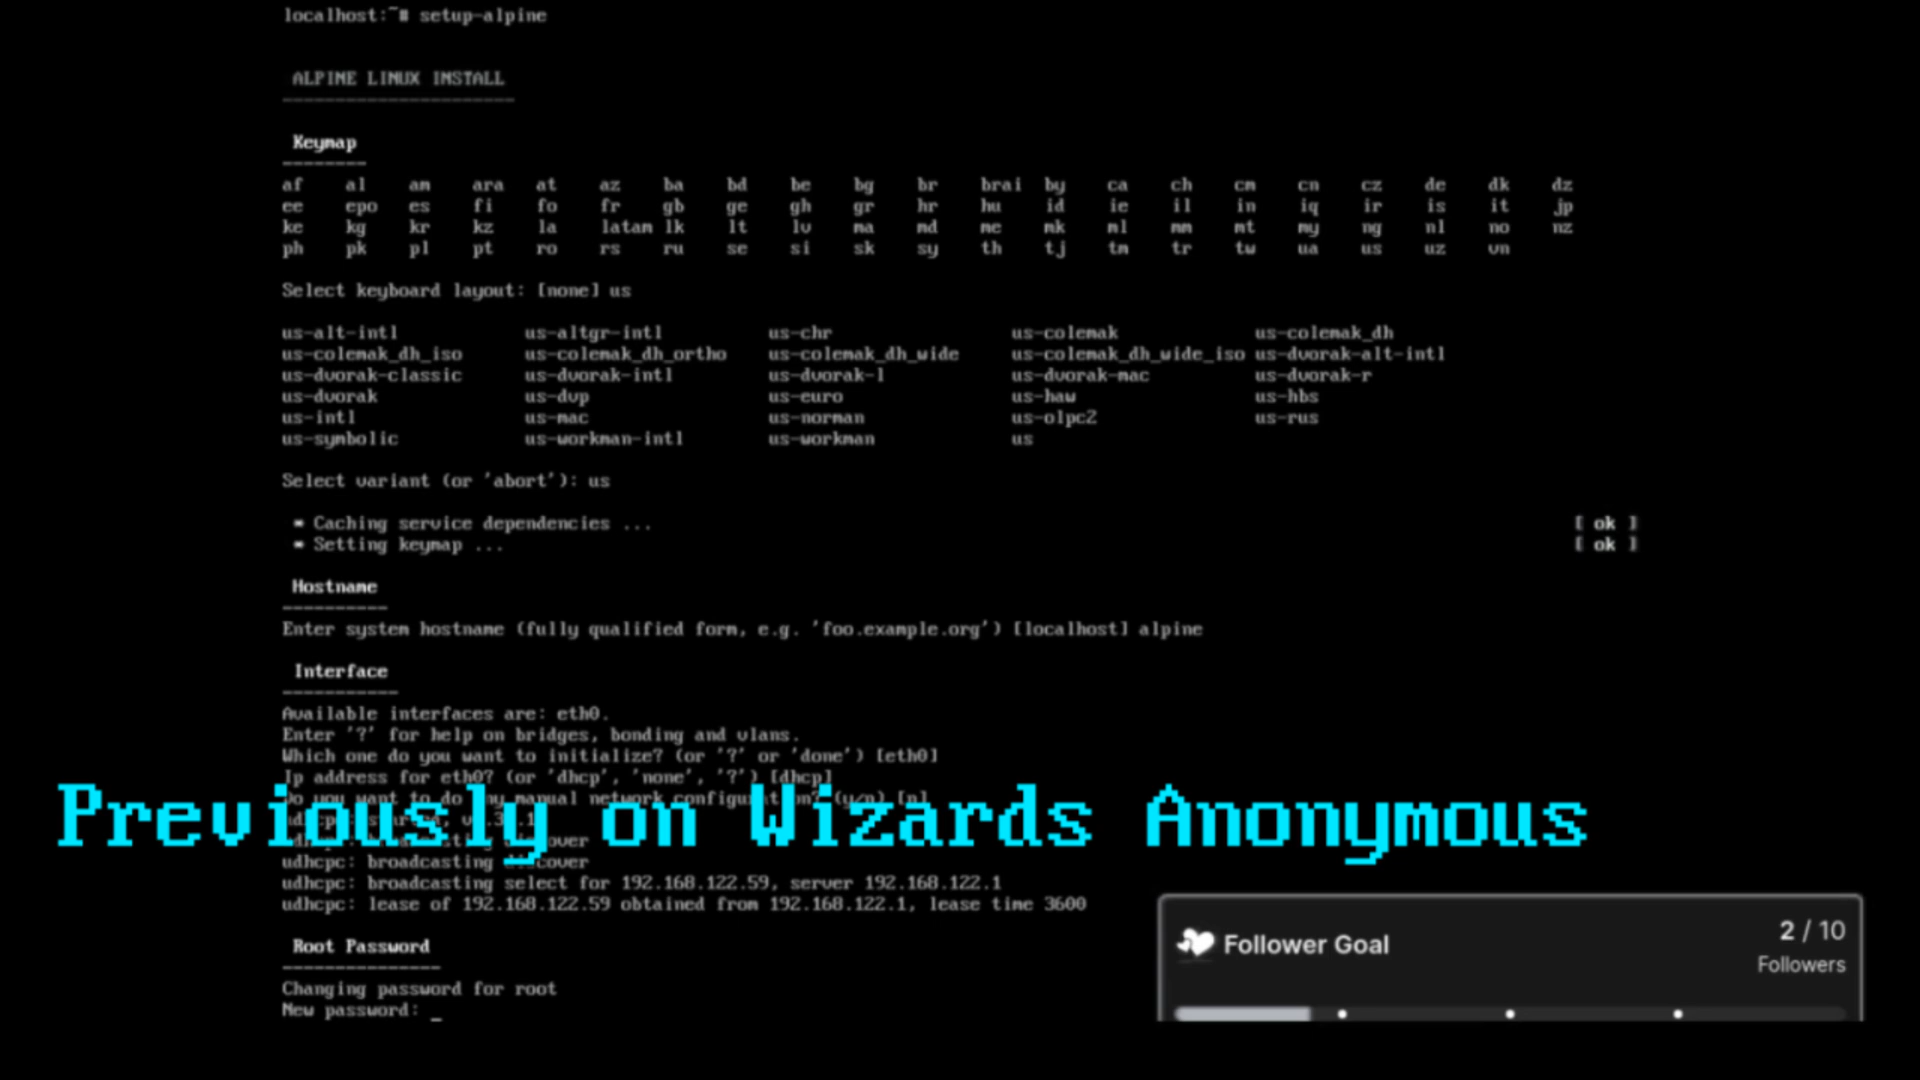 localhost:~# setup-alpine
ALPINE LINUX INSTALL
----------------------
Keymap
--------
af al am ara at az ba bd be bg br brai by ca ch cm cn cz de dk dz
ee epo es fi fo fr gb ge gh gr hr hu id ie il in iq ir is it jp
ke kg kr kz la latam lk lt lv ma md me mk ml mm mt my ng nl no nz
ph pk pl pt ro rs ru se si sk sy th tj tm tr tw ua us uz vn
Select keyboard layout: [none] us
us-alt-intl us-altgr-intl us-chr us-colemak us-colemak_dh
us-colemak_dh_iso us-colemak_dh_ortho us-colemak_dh_wide us-colemak_dh_wide_iso us-dvorak-alt-intl
us-dvorak-classic us-dvorak-intl us-dvorak-l us-dvorak-mac us-dvorak-r
us-dvorak us-dvp us-euro us-haw us-hbs
us-intl us-mac us-norman us-olpc2 us-rus
us-symbolic us-workman-intl us-workman us
Select variant (or 'abort'): us
* Caching service dependencies ... [ ok ]
* Setting keymap ... [ ok ]
Hostname
----------
Enter system hostname (fully qualified form, e.g. 'foo.example.org') [localhost] alpine
Interface
-----------
Available interfaces are: eth0.
Enter '?' for help on bridges, bonding and vlans.
Which one do you want to initialize? (or '?' or 'done') [eth0]
Ip address for eth0? (or 'dhcp', 'none', '?') [dhcp]
Do you want to do any manual network configuration? (y/n) [n]
Previously on Wizards Anonymous
udhcpc: broadcasting discover
udhcpc: broadcasting select for 192.168.122.59, server 192.168.122.1
udhcpc: lease of 192.168.122.59 obtained from 192.168.122.1, lease time 3600
Root Password
---------------
Changing password for root
New password: _
Follower Goal
2 / 10
Followers